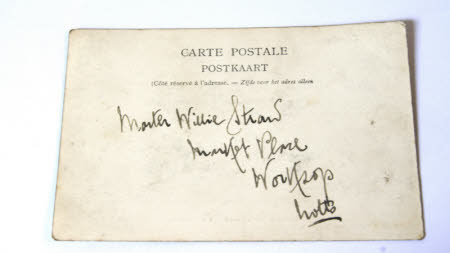 CARTE POSTALE
POSTKAART
(Côté réservé à l'adresse. — Zijde voor het adres alleen
Master Willie Straw
Market Place
Worksop
Notts